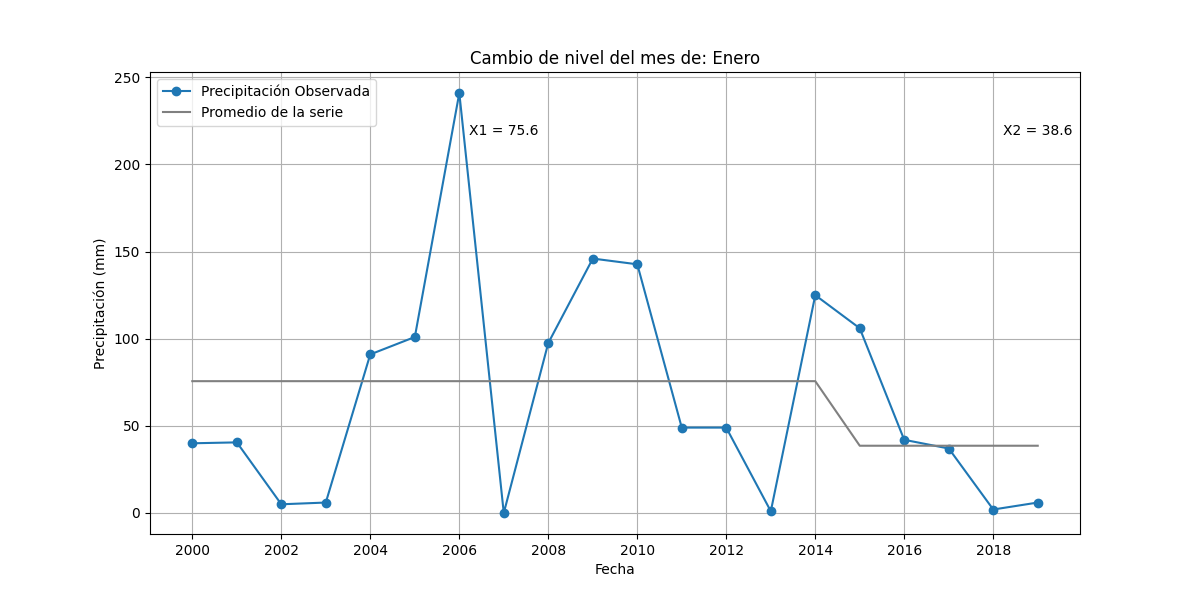 Cambio de nivel del mes de: Enero
Precipitación Observada
Promedio de la serie
X1 = 75.6
X2 = 38.6
Precipitación (mm)
250
200
150
100
50
0
2000 2002 2004 2006 2008 2010 2012 2014 2016 2018
Fecha